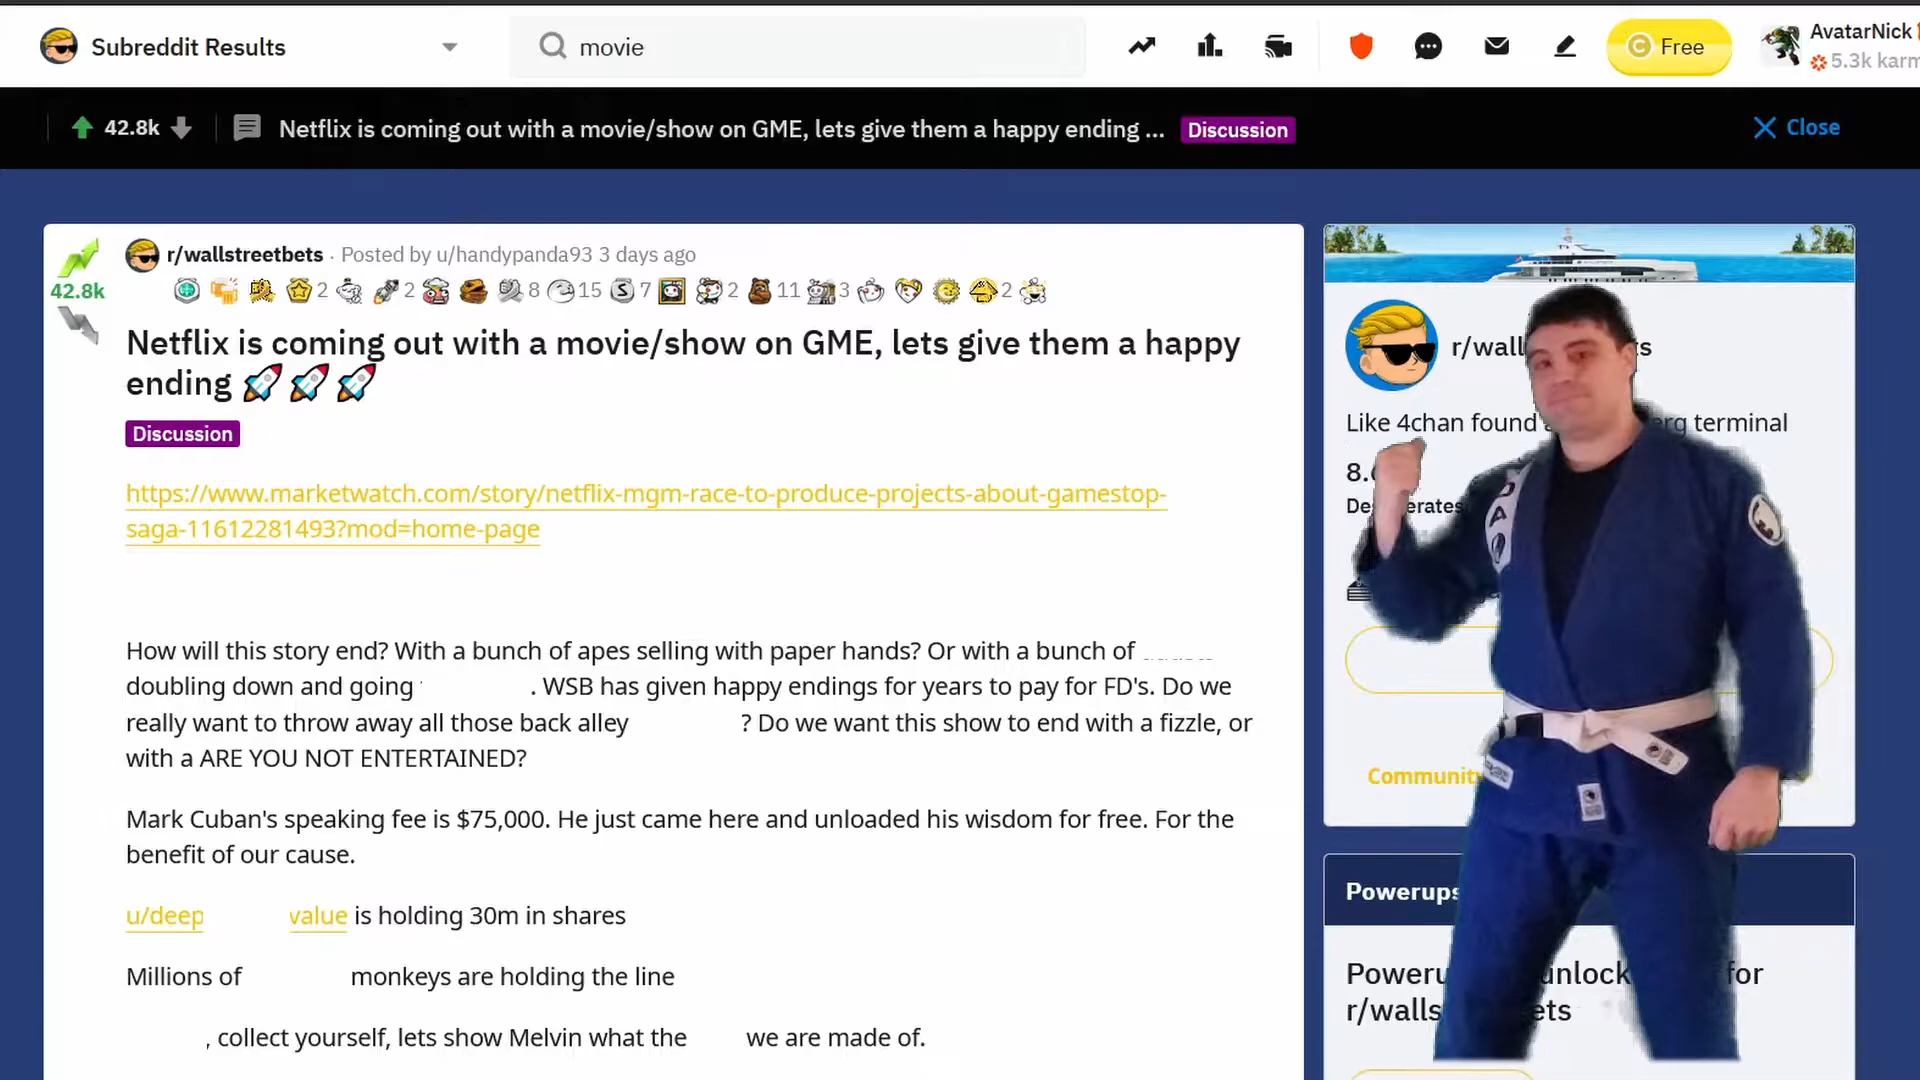 Subreddit Results
movie
Free
AvatarNick
5.3k karm
42.8k
Netflix is coming out with a movie/show on GME, lets give them a happy ending ...
Discussion
Close
r/wallstreetbets · Posted by u/handypanda93 3 days ago
2 2 8 15 7 2 11 3 2
42.8k
Netflix is coming out with a movie/show on GME, lets give them a happy
ending 🚀🚀🚀
Discussion
https://www.marketwatch.com/story/netflix-mgm-race-to-produce-projects-about-gamestop-
saga-11612281493?mod=home-page
How will this story end? With a bunch of apes selling with paper hands? Or with a bunch of
doubling down and going . WSB has given happy endings for years to pay for FD's. Do we
really want to throw away all those back alley ? Do we want this show to end with a fizzle, or
with a ARE YOU NOT ENTERTAINED?
Mark Cuban's speaking fee is $75,000. He just came here and unloaded his wisdom for free. For the
benefit of our cause.
u/deep value is holding 30m in shares
Millions of monkeys are holding the line
, collect yourself, lets show Melvin what the we are made of.
r/wall ts
Like 4chan found erg terminal
8.
De erates
Community
Powerups
Poweru unlock for
r/walls ets